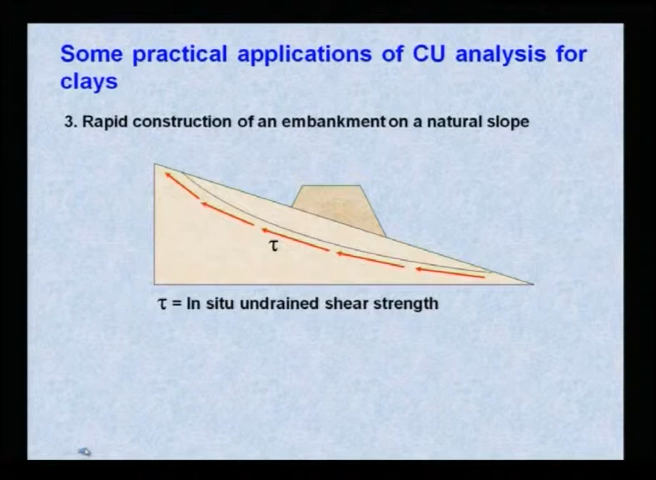 Some practical applications of CU analysis for
clays
3. Rapid construction of an embankment on a natural slope
τ
τ = In situ undrained shear strength